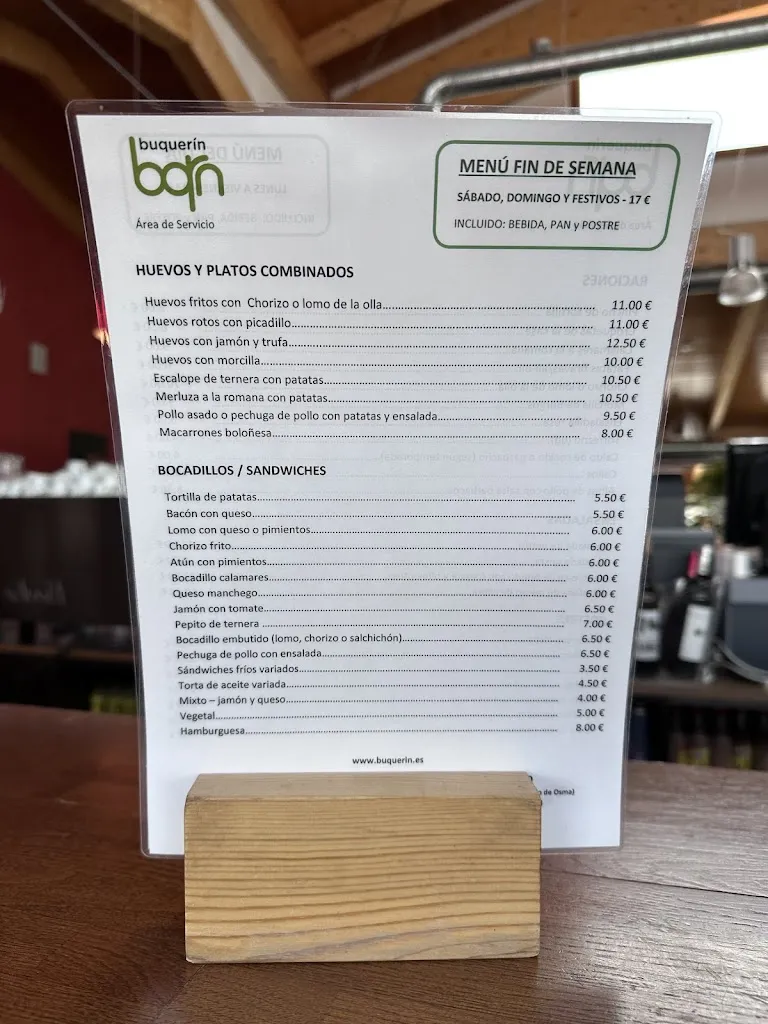 buquerín
born
Área de Servicio
MENÚ FIN DE SEMANA
SÁBADO, DOMINGO Y FESTIVOS - 17 €
INCLUIDO: BEBIDA, PAN y POSTRE
HUEVOS Y PLATOS COMBINADOS
Huevos fritos con Chorizo o lomo de la olla 11.00 €
Huevos rotos con picadillo 11.00 €
Huevos con jamón y trufa 12.50 €
Huevos con morcilla 10.00 €
Escalope de ternera con patatas 10.50 €
Merluza a la romana con patatas 10.50 €
Pollo asado o pechuga de pollo con patatas y ensalada 9.50 €
Macarrones boloñesa 8.00 €
BOCADILLOS / SANDWICHES
Tortilla de patatas 5.50 €
Bacón con queso 5.50 €
Lomo con queso o pimientos 6.00 €
Chorizo frito 6.00 €
Atún con pimientos 6.00 €
Bocadillo calamares 6.00 €
Queso manchego 6.00 €
Jamón con tomate 6.50 €
Pepito de ternera 7.00 €
Bocadillo embutido (lomo, chorizo o salchichón) 6.50 €
Pechuga de pollo con ensalada 6.50 €
Sándwiches fríos variados 3.50 €
Torta de aceite variada 4.50 €
Mixto – jamón y queso 4.00 €
Vegetal 5.00 €
Hamburguesa 8.00 €
www.buquerin.es
de Osma)